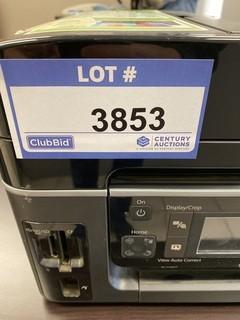 LOT #
3853
ClubBid
CENTURY
AUCTIONS
On
Display/Crop
Home
View Auto Correct